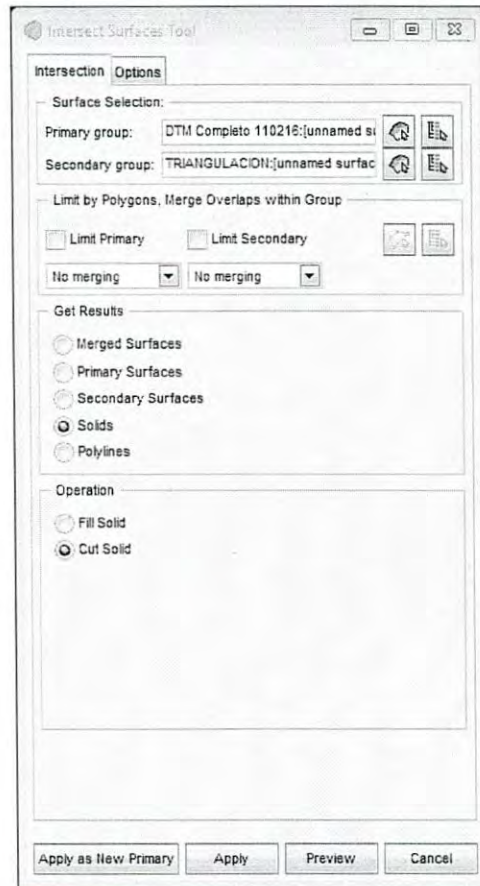 Intersect Surfaces Tool
Intersection Options
Surface Selection:
Primary group: DTM Completo 110216:[unnamed su
Secondary group: TRIANGULACION:[unnamed surfac
Limit by Polygons, Merge Overlaps within Group
Limit Primary Limit Secondary
No merging No merging
Get Results
Merged Surfaces
Primary Surfaces
Secondary Surfaces
Solids
Polylines
Operation
Fill Solid
Cut Solid
Apply as New Primary Apply Preview Cancel